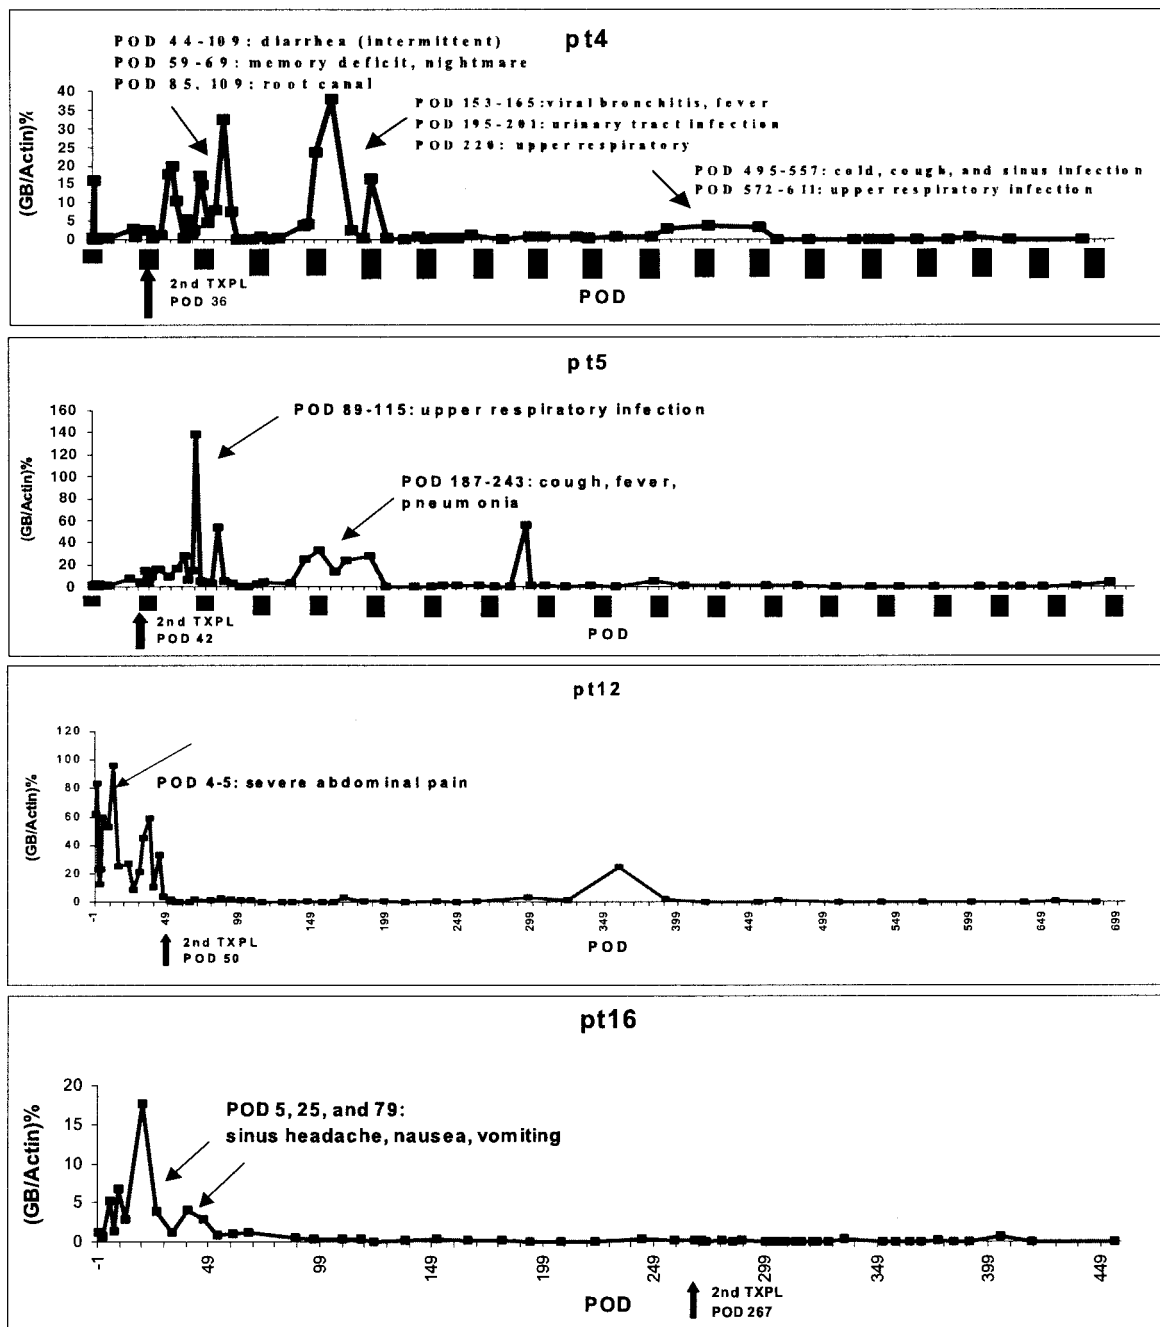 pt4
POD 44-109: diarrhea (intermittent)
POD 59-69: memory deficit, nightmare
POD 85, 109: root canal
POD 153-165: viral bronchitis, fever
POD 195-201: urinary tract infection
POD 220: upper respiratory
POD 495-557: cold, cough, and sinus infection
POD 572-611: upper respiratory infection
(GB/Actin)%
40
35
30
25
20
15
10
5
0
2nd TXPL
POD 36
POD
pt5
POD 89-115: upper respiratory infection
POD 187-243: cough, fever,
pneumonia
(GB/Actin)%
160
140
120
100
80
60
40
20
0
2nd TXPL
POD 42
POD
pt12
POD 4-5: severe abdominal pain
(GB/Actin)%
120
100
80
60
40
20
0
-1 49 99 149 199 249 299 349 399 449 499 549 599 649 699
2nd TXPL
POD 50
POD
pt16
POD 5, 25, and 79:
sinus headache, nausea, vomiting
(GB/Actin)%
20
15
10
5
0
-1 49 99 149 199 249 299 349 399 449
POD
2nd TXPL
POD 267